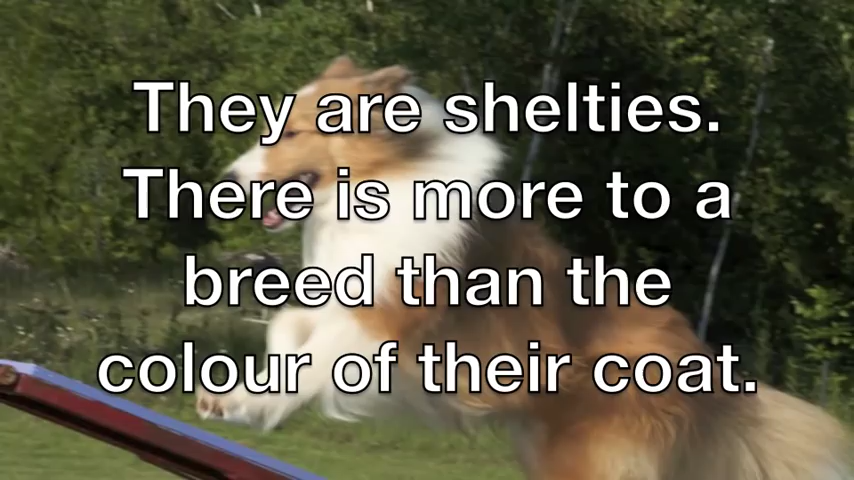 They are shelties.
There is more to a
breed than the
colour of their coat.